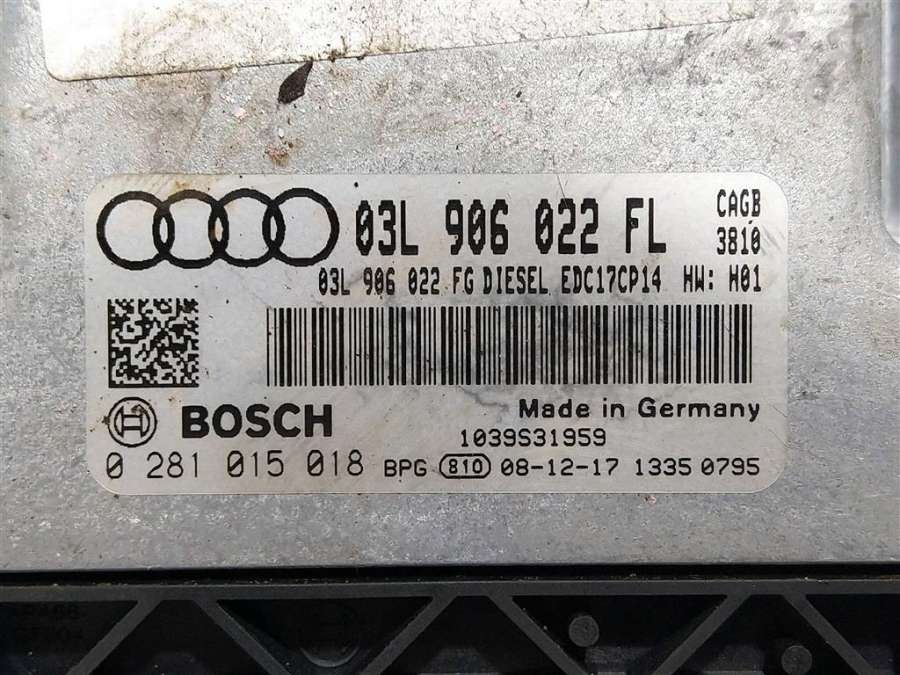 03L 906 022 FL CAGB
3810
03L 906 022 FG DIESEL EDC17CP14 HW: H01
BOSCH Made in Germany
1039S31959
0 281 015 018 BPG 810 08-12-17 1335 0795